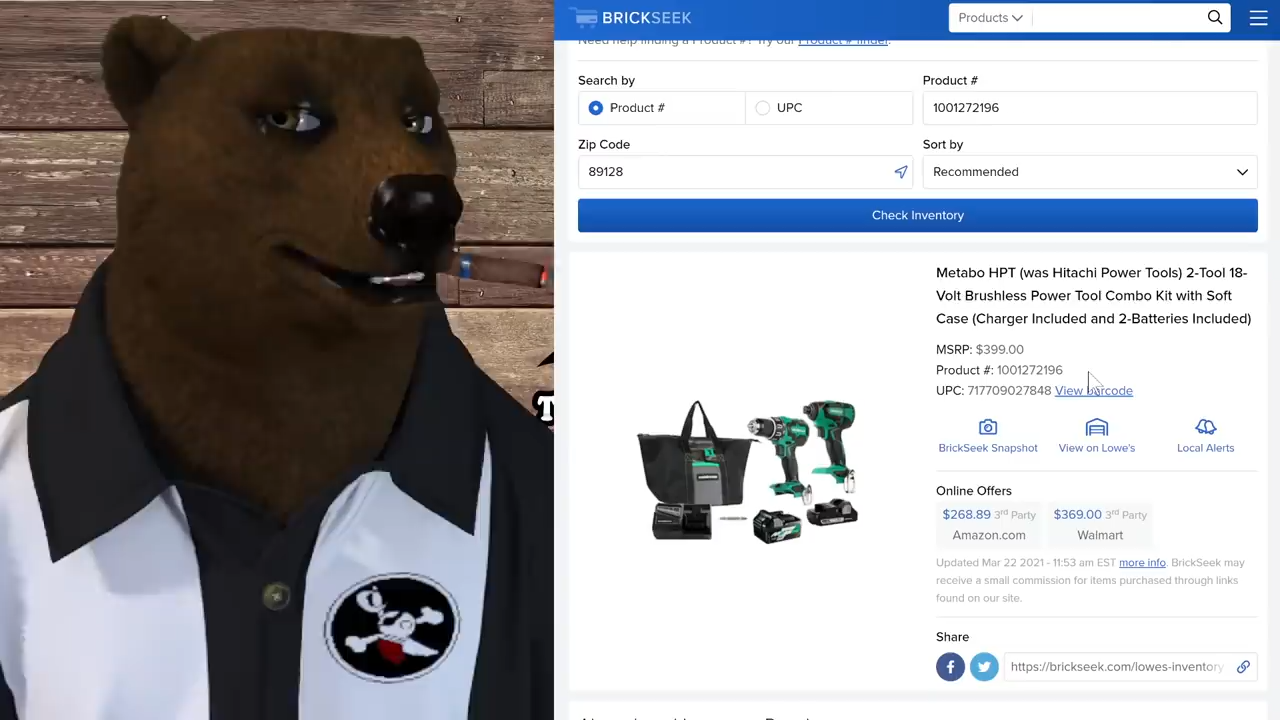 BRICKSEEK
Products
Need help finding a Product #? Try our Product # finder.
Search by
Product #
Product #
UPC
1001272196
Zip Code
Sort by
89128
Recommended
Check Inventory
Metabo HPT (was Hitachi Power Tools) 2-Tool 18-
Volt Brushless Power Tool Combo Kit with Soft
Case (Charger Included and 2-Batteries Included)
MSRP: $399.00
Product #: 1001272196
UPC: 717709027848 View barcode
BrickSeek Snapshot
View on Lowe's
Local Alerts
Online Offers
$268.89 3rd Party
Amazon.com
$369.00 3rd Party
Walmart
Updated Mar 22 2021 - 11:53 am EST more info. BrickSeek may
receive a small commission for items purchased through links
found on our site.
Share
https://brickseek.com/lowes-inventory